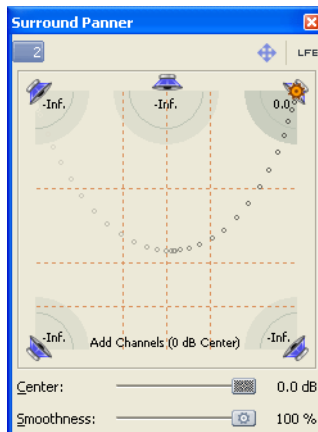 Surround Panner
2 LFE
-Inf. -Inf. 0.0
-Inf. Add Channels (0 dB Center) -Inf.
Center: 0.0 dB
Smoothness: 100 %